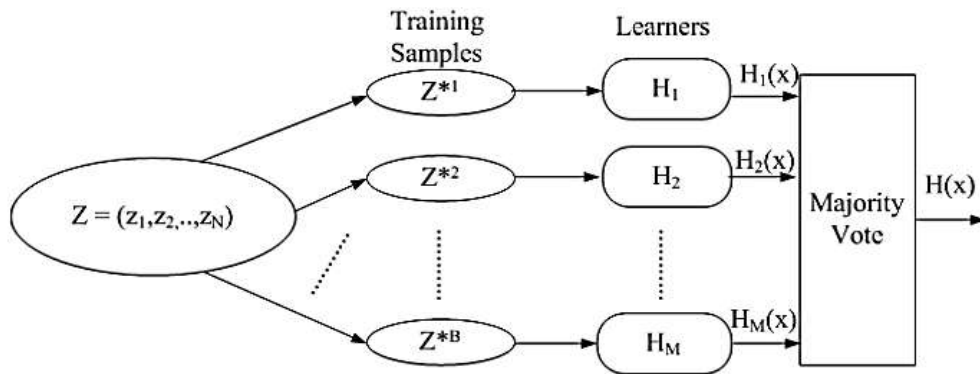 Training
Samples
Learners
Z*1
H1
H1(x)
Z*2
H2
H2(x)
Z = (z1,z2,..,zN)
Majority
Vote
H(x)
Z*B
HM
HM(x)